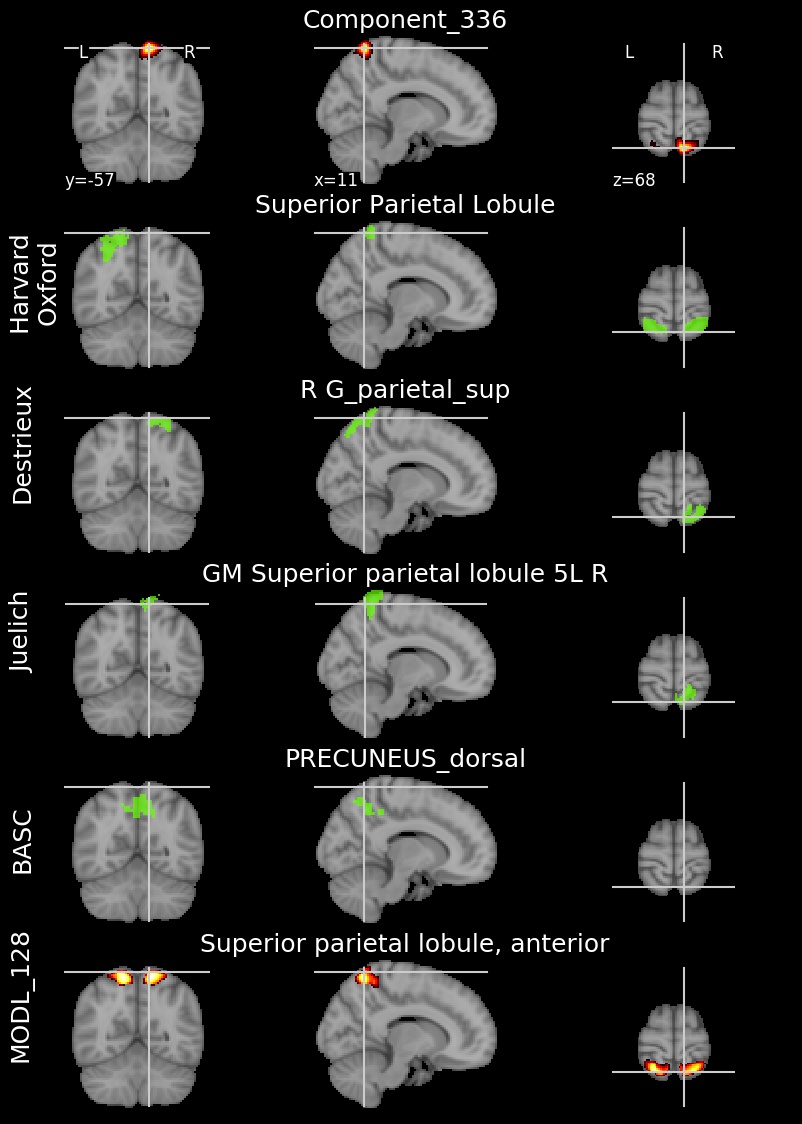 Component_336
L R
L R
y=-57
x=11
z=68
Superior Parietal Lobule
Harvard
Oxford
R G_parietal_sup
Destrieux
GM Superior parietal lobule 5L R
Juelich
PRECUNEUS_dorsal
BASC
Superior parietal lobule, anterior
MODL_128